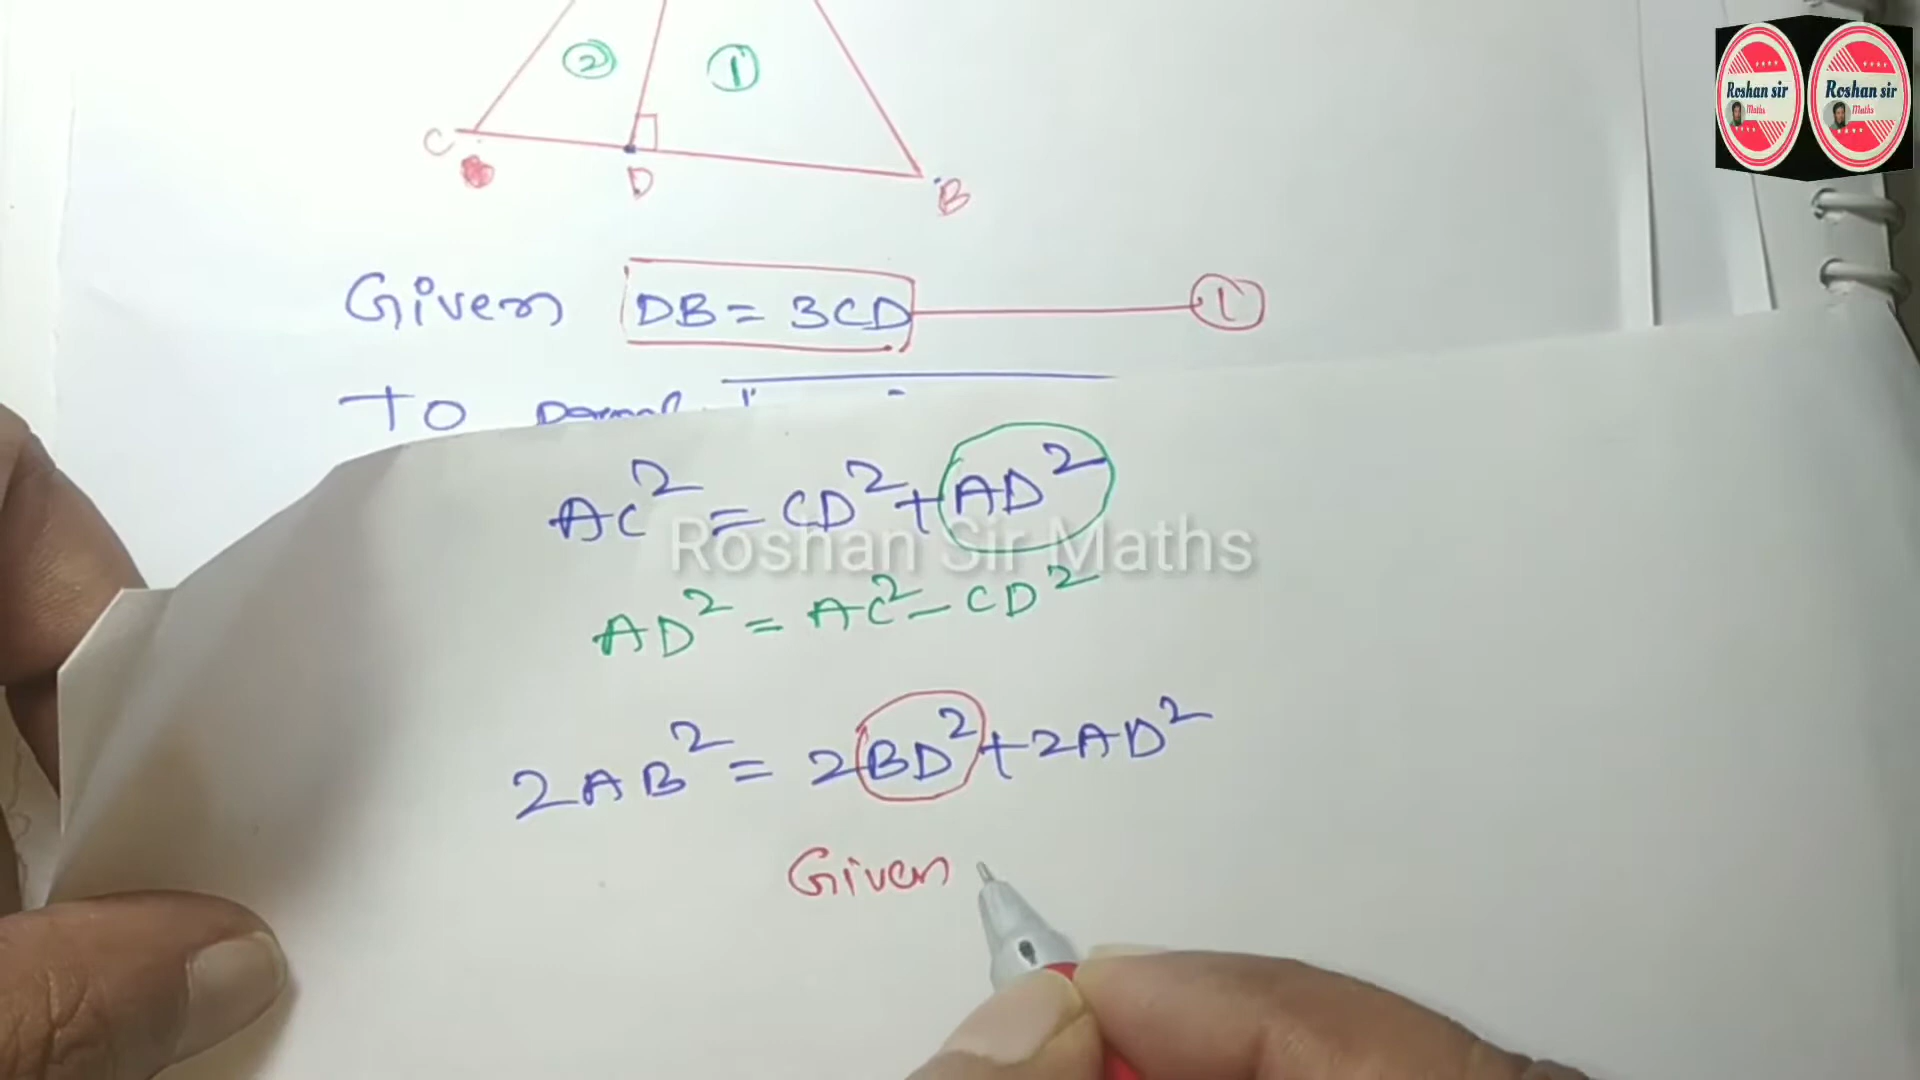 ② ①
C D B
Given DB = 3CD ①
To
AC² = CD² + AD²
Roshan Sir Maths
AD² = AC² - CD²
2AB² = 2BD² + 2AD²
Given
Roshan sir Maths
Roshan sir Maths